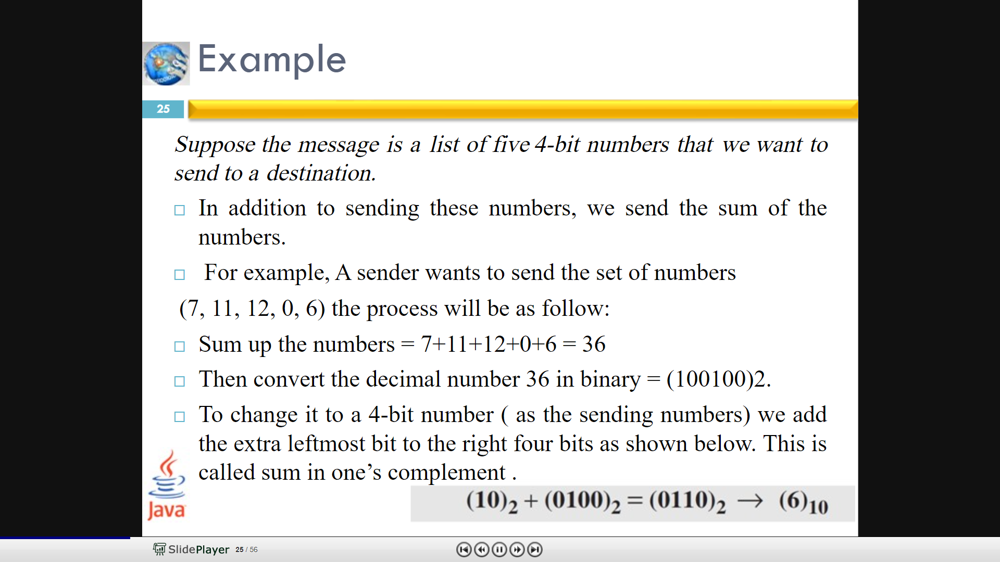 Example
25
Suppose the message is a list of five 4-bit numbers that we want to
send to a destination.
In addition to sending these numbers, we send the sum of the
numbers.
For example, A sender wants to send the set of numbers
(7, 11, 12, 0, 6) the process will be as follow:
Sum up the numbers = 7+11+12+0+6 = 36
Then convert the decimal number 36 in binary = (100100)2.
To change it to a 4-bit number ( as the sending numbers) we add
the extra leftmost bit to the right four bits as shown below. This is
called sum in one’s complement .
(10)₂ + (0100)₂ = (0110)₂ → (6)₁₀
Java
SlidePlayer 25 / 56